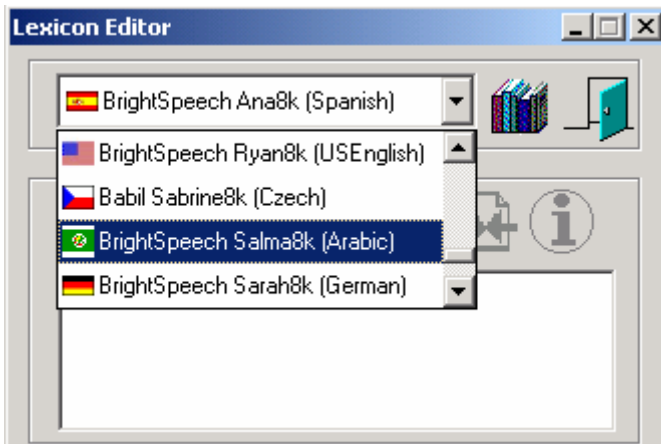 Lexicon Editor
BrightSpeech Ana8k (Spanish)
BrightSpeech Ryan8k (USEnglish)
Babil Sabrine8k (Czech)
BrightSpeech Salma8k (Arabic)
BrightSpeech Sarah8k (German)